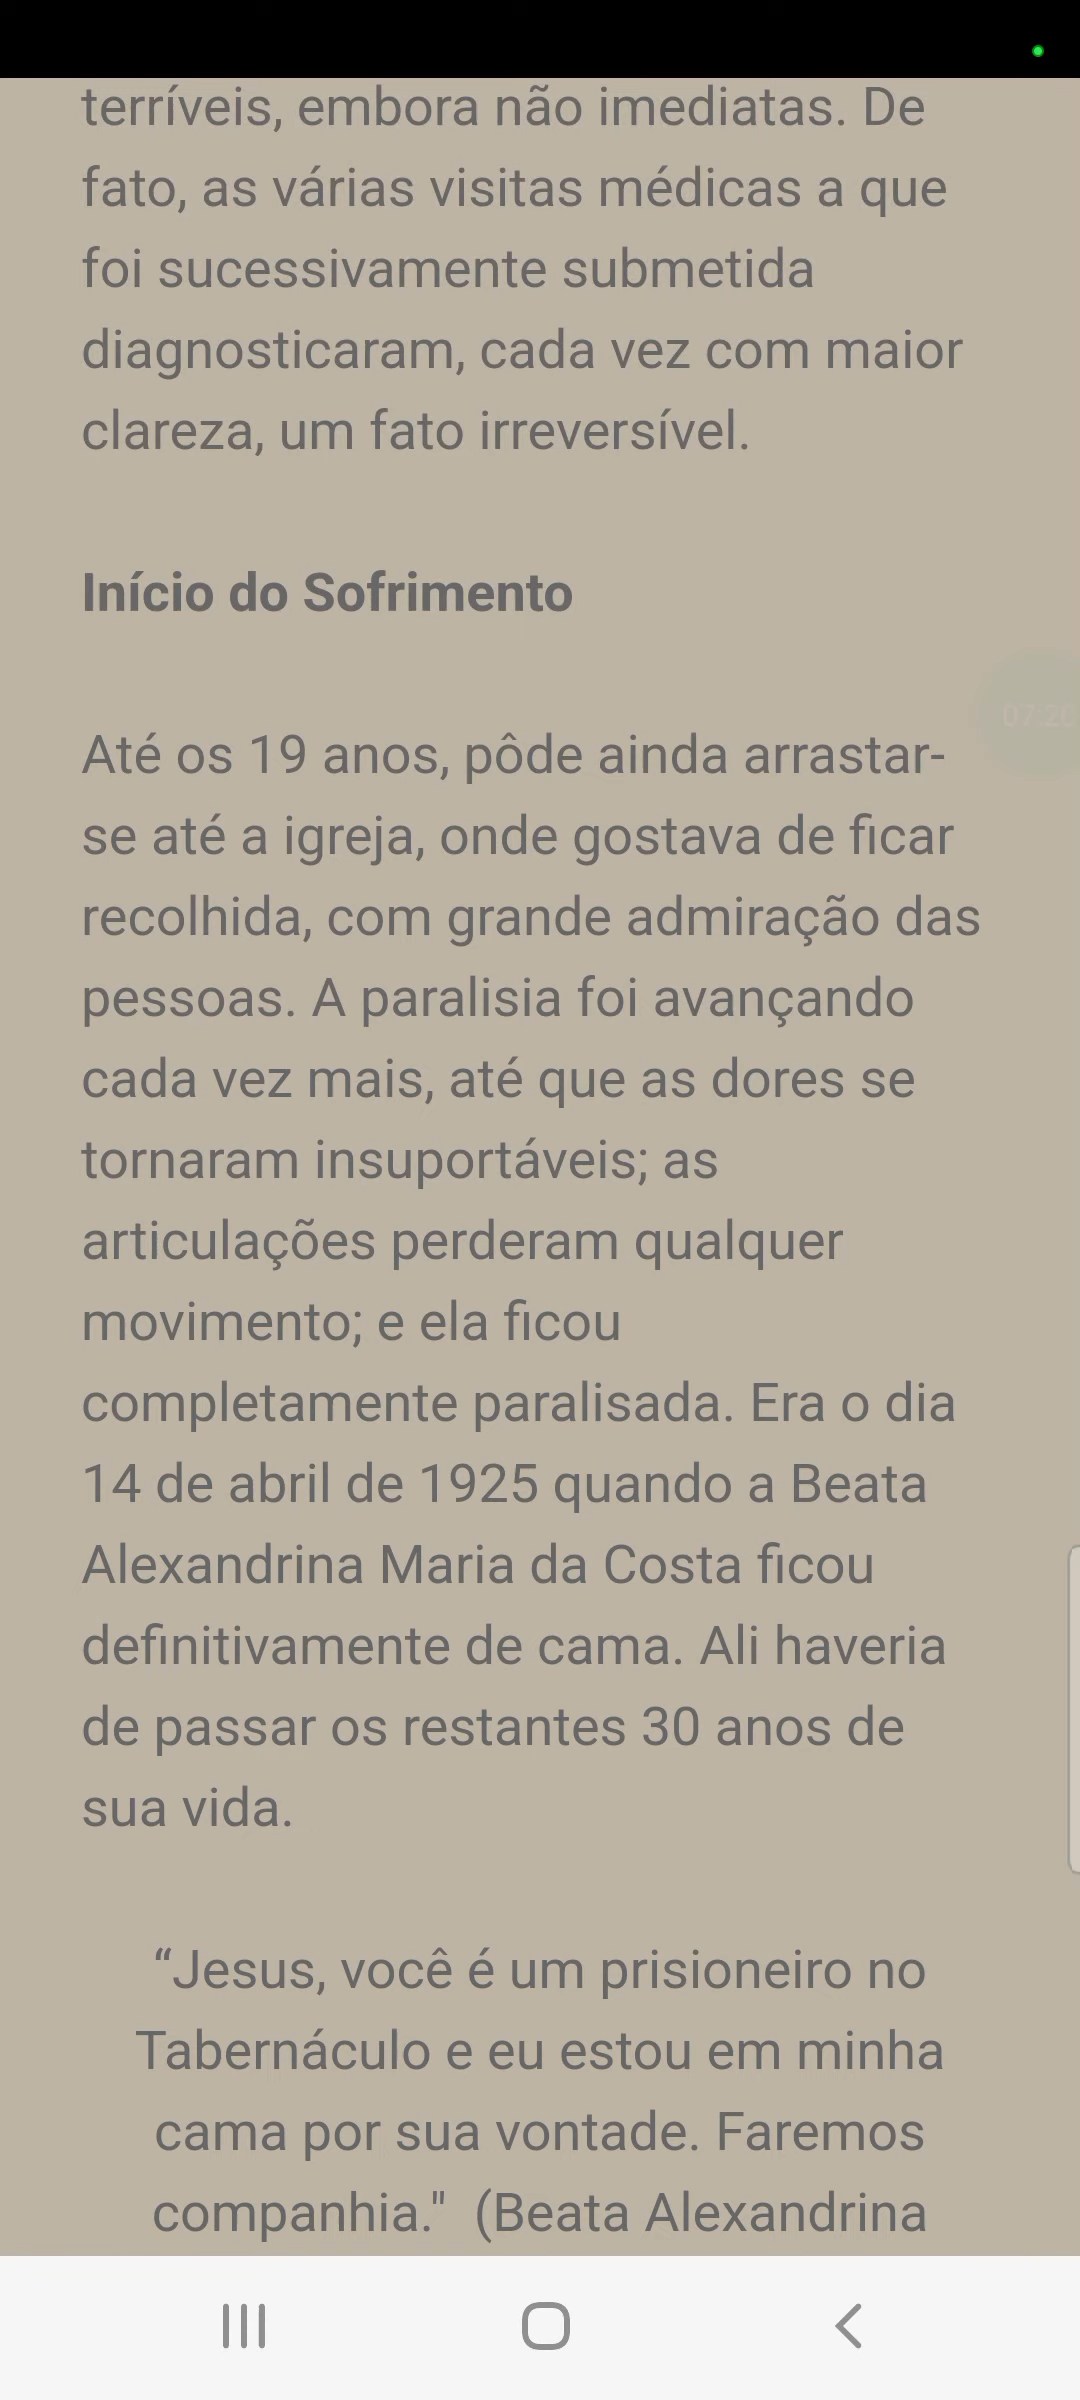 terríveis, embora não imediatas. De
fato, as várias visitas médicas a que
foi sucessivamente submetida
diagnosticaram, cada vez com maior
clareza, um fato irreversível.
Início do Sofrimento
07:20
Até os 19 anos, pôde ainda arrastar-
se até a igreja, onde gostava de ficar
recolhida, com grande admiração das
pessoas. A paralisia foi avançando
cada vez mais, até que as dores se
tornaram insuportáveis; as
articulações perderam qualquer
movimento; e ela ficou
completamente paralisada. Era o dia
14 de abril de 1925 quando a Beata
Alexandrina Maria da Costa ficou
definitivamente de cama. Ali haveria
de passar os restantes 30 anos de
sua vida.
“Jesus, você é um prisioneiro no
Tabernáculo e eu estou em minha
cama por sua vontade. Faremos
companhia."  (Beata Alexandrina